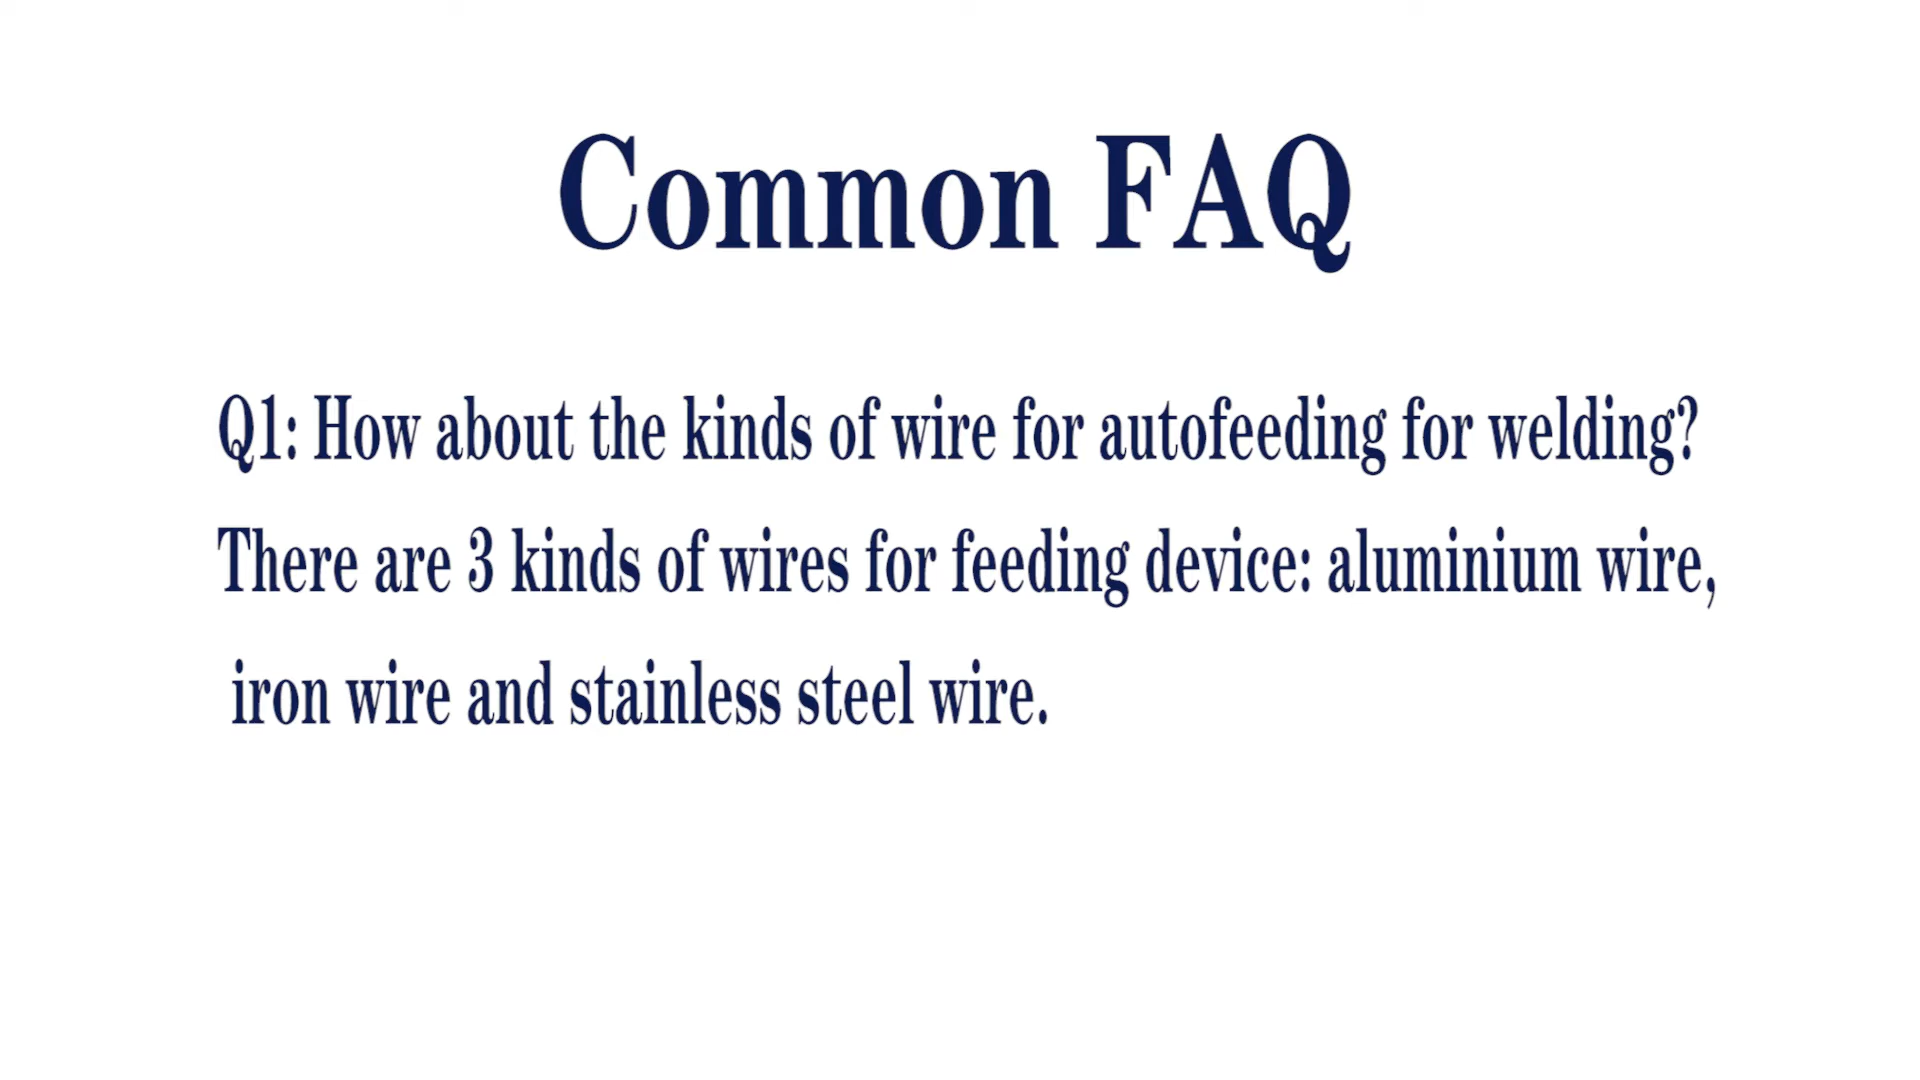 Common FAQ
Q1: How about the kinds of wire for autofeeding for welding?
There are 3 kinds of wires for feeding device: aluminium wire,
iron wire and stainless steel wire.